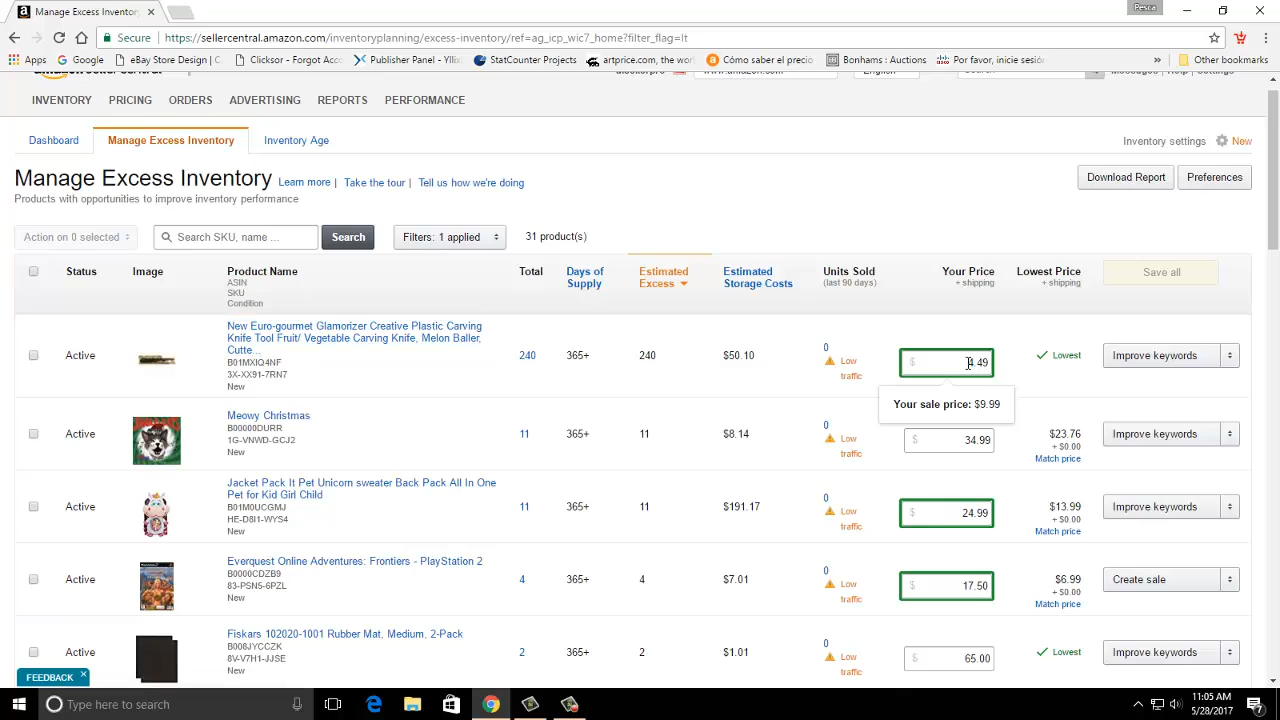 Manage Excess Inventory
Pexca
Secure
https://sellercentral.amazon.com/inventoryplanning/excess-inventory/ref=ag_icp_wic7_home?filter_flag=lt
Apps
Google
eBay Store Design | C
Clicksor - Forgot Acco
Publisher Panel - Yllix
StatCounter Projects
artprice.com, the wor
Cómo saber el precio
Bonhams : Auctions
Por favor, inicie sesió
»
Other bookmarks
INVENTORY PRICING ORDERS ADVERTISING REPORTS PERFORMANCE
Dashboard
Manage Excess Inventory
Inventory Age
Inventory settings
New
Manage Excess Inventory
Learn more | Take the tour | Tell us how we're doing
Products with opportunities to improve inventory performance
Download Report
Preferences
Action on 0 selected
Search SKU, name ...
Search
Filters: 1 applied
31 product(s)
Status
Image
Product Name
ASIN
SKU
Condition
Total
Days of
Supply
Estimated
Excess
Estimated
Storage Costs
Units Sold
(last 90 days)
Your Price
+ shipping
Lowest Price
+ shipping
Save all
Active
New Euro-gourmet Glamorizer Creative Plastic Carving
Knife Tool Fruit/ Vegetable Carving Knife, Melon Baller,
Cutte...
B01MXIQ4NF
3X-XX91-7RN7
New
240
365+
240
$50.10
0
Low
traffic
$ 4.49
Lowest
Improve keywords
Your sale price: $9.99
Active
Meowy Christmas
B00000DURR
1G-VNWD-GCJ2
New
11
365+
11
$8.14
0
Low
traffic
$ 34.99
$23.76
+ $0.00
Match price
Improve keywords
Active
Jacket Pack It Pet Unicorn sweater Back Pack All In One
Pet for Kid Girl Child
B01M0UCGMJ
HE-D8I1-WYS4
New
11
365+
11
$191.17
0
Low
traffic
$ 24.99
$13.99
+ $0.00
Match price
Improve keywords
Active
Everquest Online Adventures: Frontiers - PlayStation 2
B0000CDZB9
83-PSN5-6PZL
New
4
365+
4
$7.01
0
Low
traffic
$ 17.50
$6.99
+ $0.00
Match price
Create sale
Active
Fiskars 102020-1001 Rubber Mat, Medium, 2-Pack
B008JYCCZK
8V-V7H1-JJSE
New
2
365+
2
$1.01
0
Low
traffic
$ 65.00
Lowest
Improve keywords
FEEDBACK
Type here to search
11:05 AM
5/28/2017